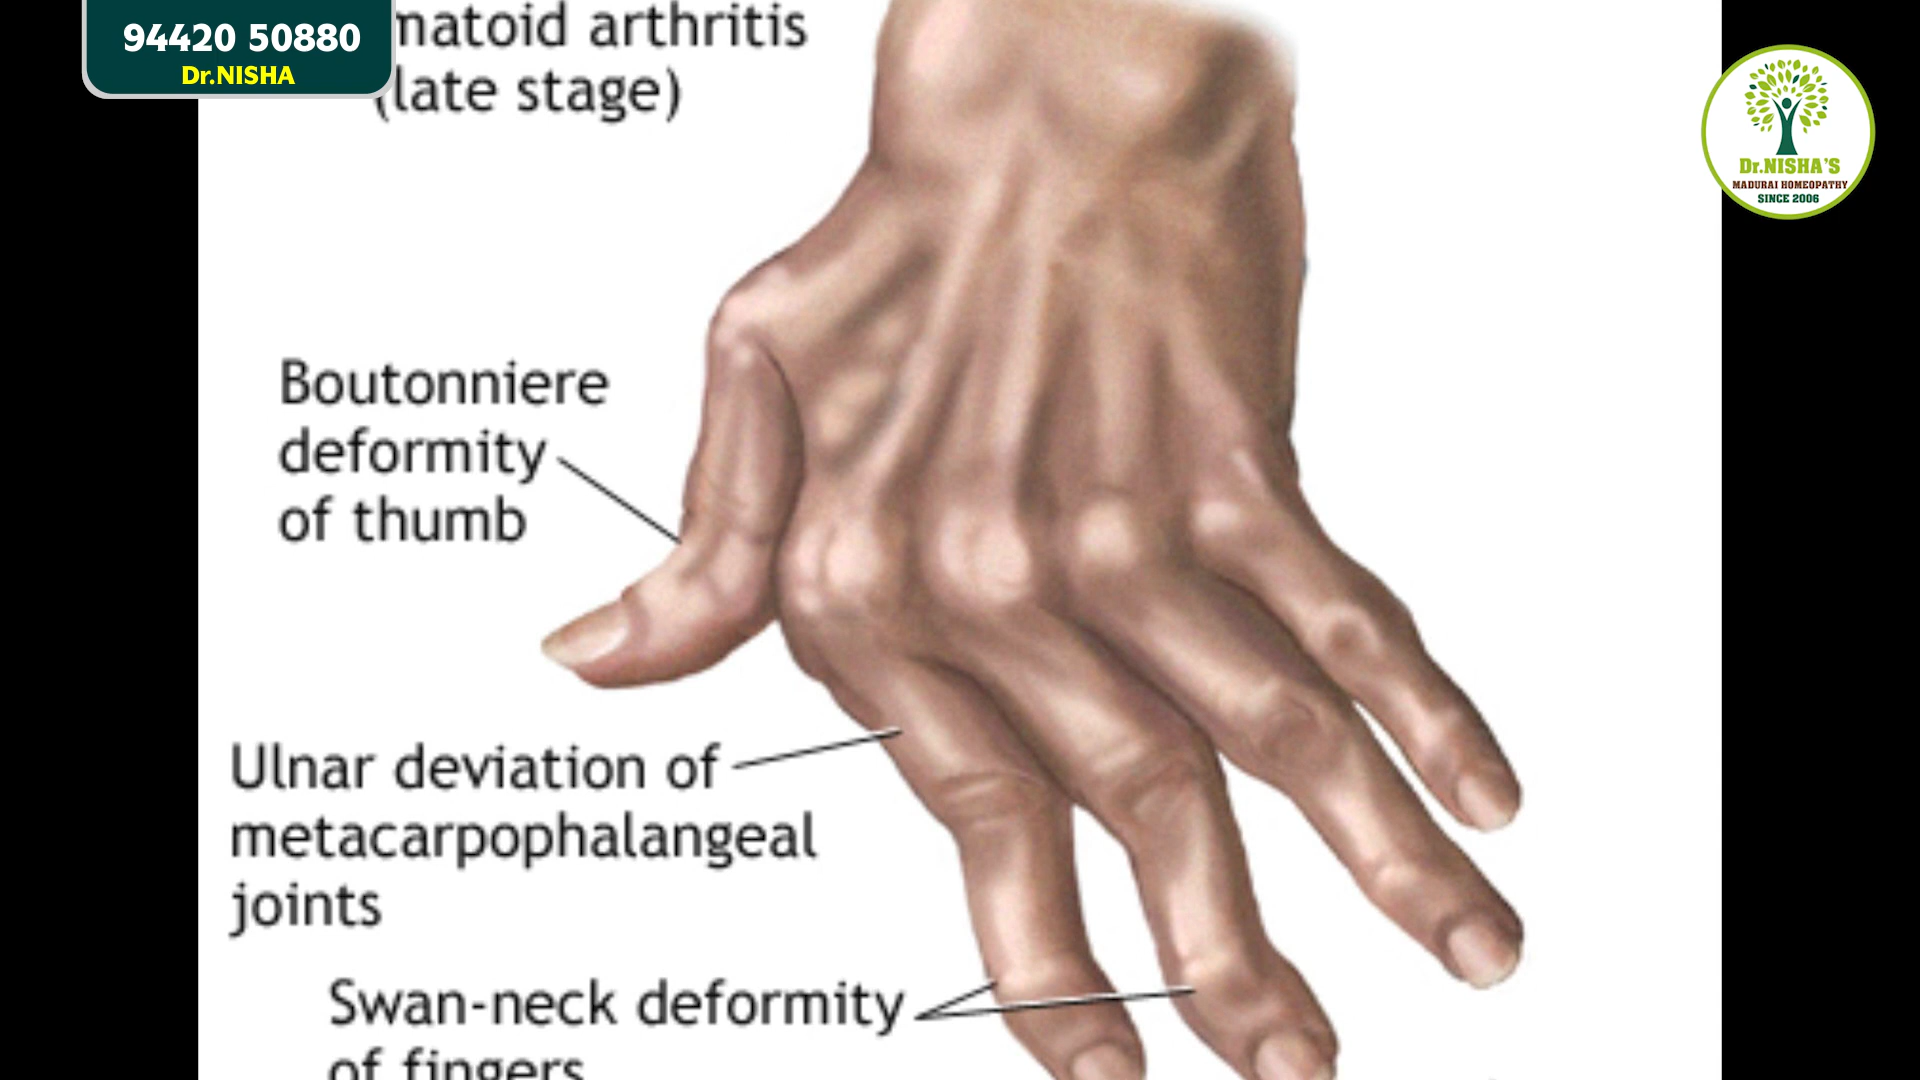 94420 50880
Dr.NISHA
matoid arthritis
(late stage)
Dr.NISHA'S
MADURAI HOMEOPATHY
SINCE 2006
Boutonniere
deformity
of thumb
Ulnar deviation of
metacarpophalangeal
joints
Swan-neck deformity
of fingers